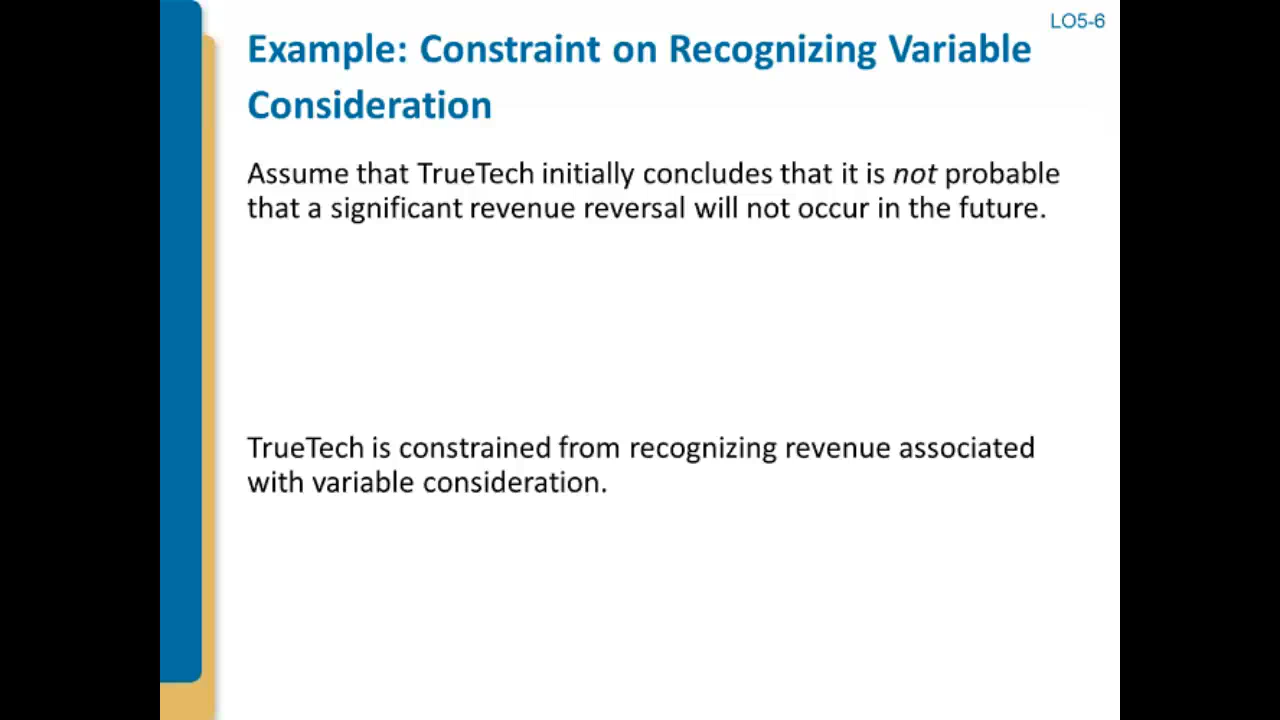 LO5-6
Example: Constraint on Recognizing Variable
Consideration
Assume that TrueTech initially concludes that it is not probable
that a significant revenue reversal will not occur in the future.
TrueTech is constrained from recognizing revenue associated
with variable consideration.